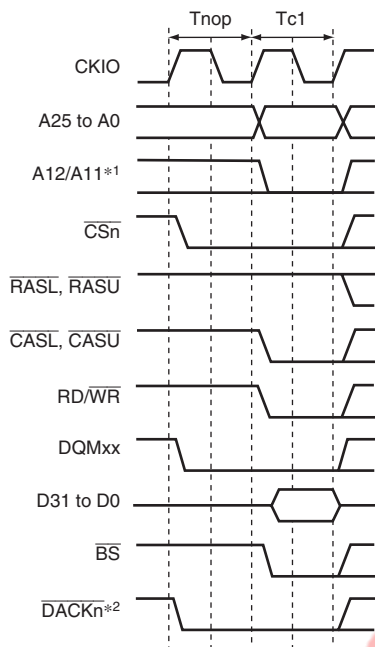 Tnop Tc1
CKIO
A25 to A0
A12/A11*1
CSn
RASL, RASU
CASL, CASU
RD/WR
DQMxx
D31 to D0
BS
DACKn*2